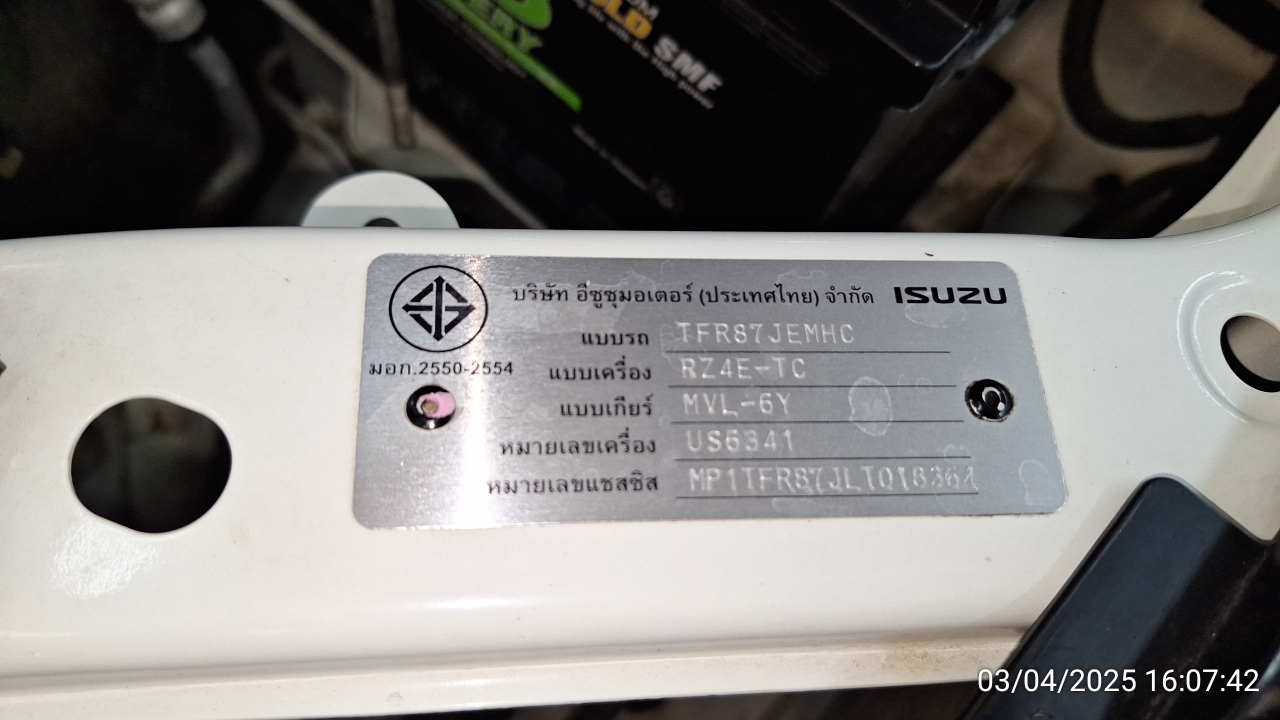 SMF
บริษัท อีซูซุมอเตอร์ (ประเทศไทย) จำกัด ISUZU
มอก.2550-2554
แบบรถ TFR87JEMHC
แบบเครื่อง RZ4E-TC
แบบเกียร์ MVL-6Y
หมายเลขเครื่อง US6341
หมายเลขแชสซิส
03/04/2025 16:07:42